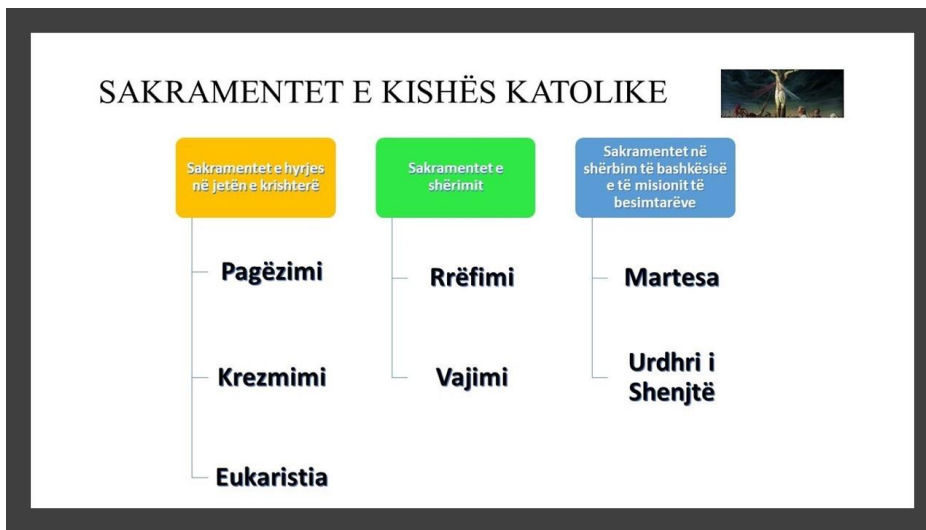 SAKRAMENTET E KISHËS KATOLIKE
Sakramentet e hyrjes
në jetën e krishterë
Pagëzimi
Krezmimi
Eukaristia
Sakramentet e
shërimit
Rrëfimi
Vajimi
Sakramentet në
shërbim të bashkësisë
e të misionit të
besimtarëve
Martesa
Urdhri i
Shenjtë